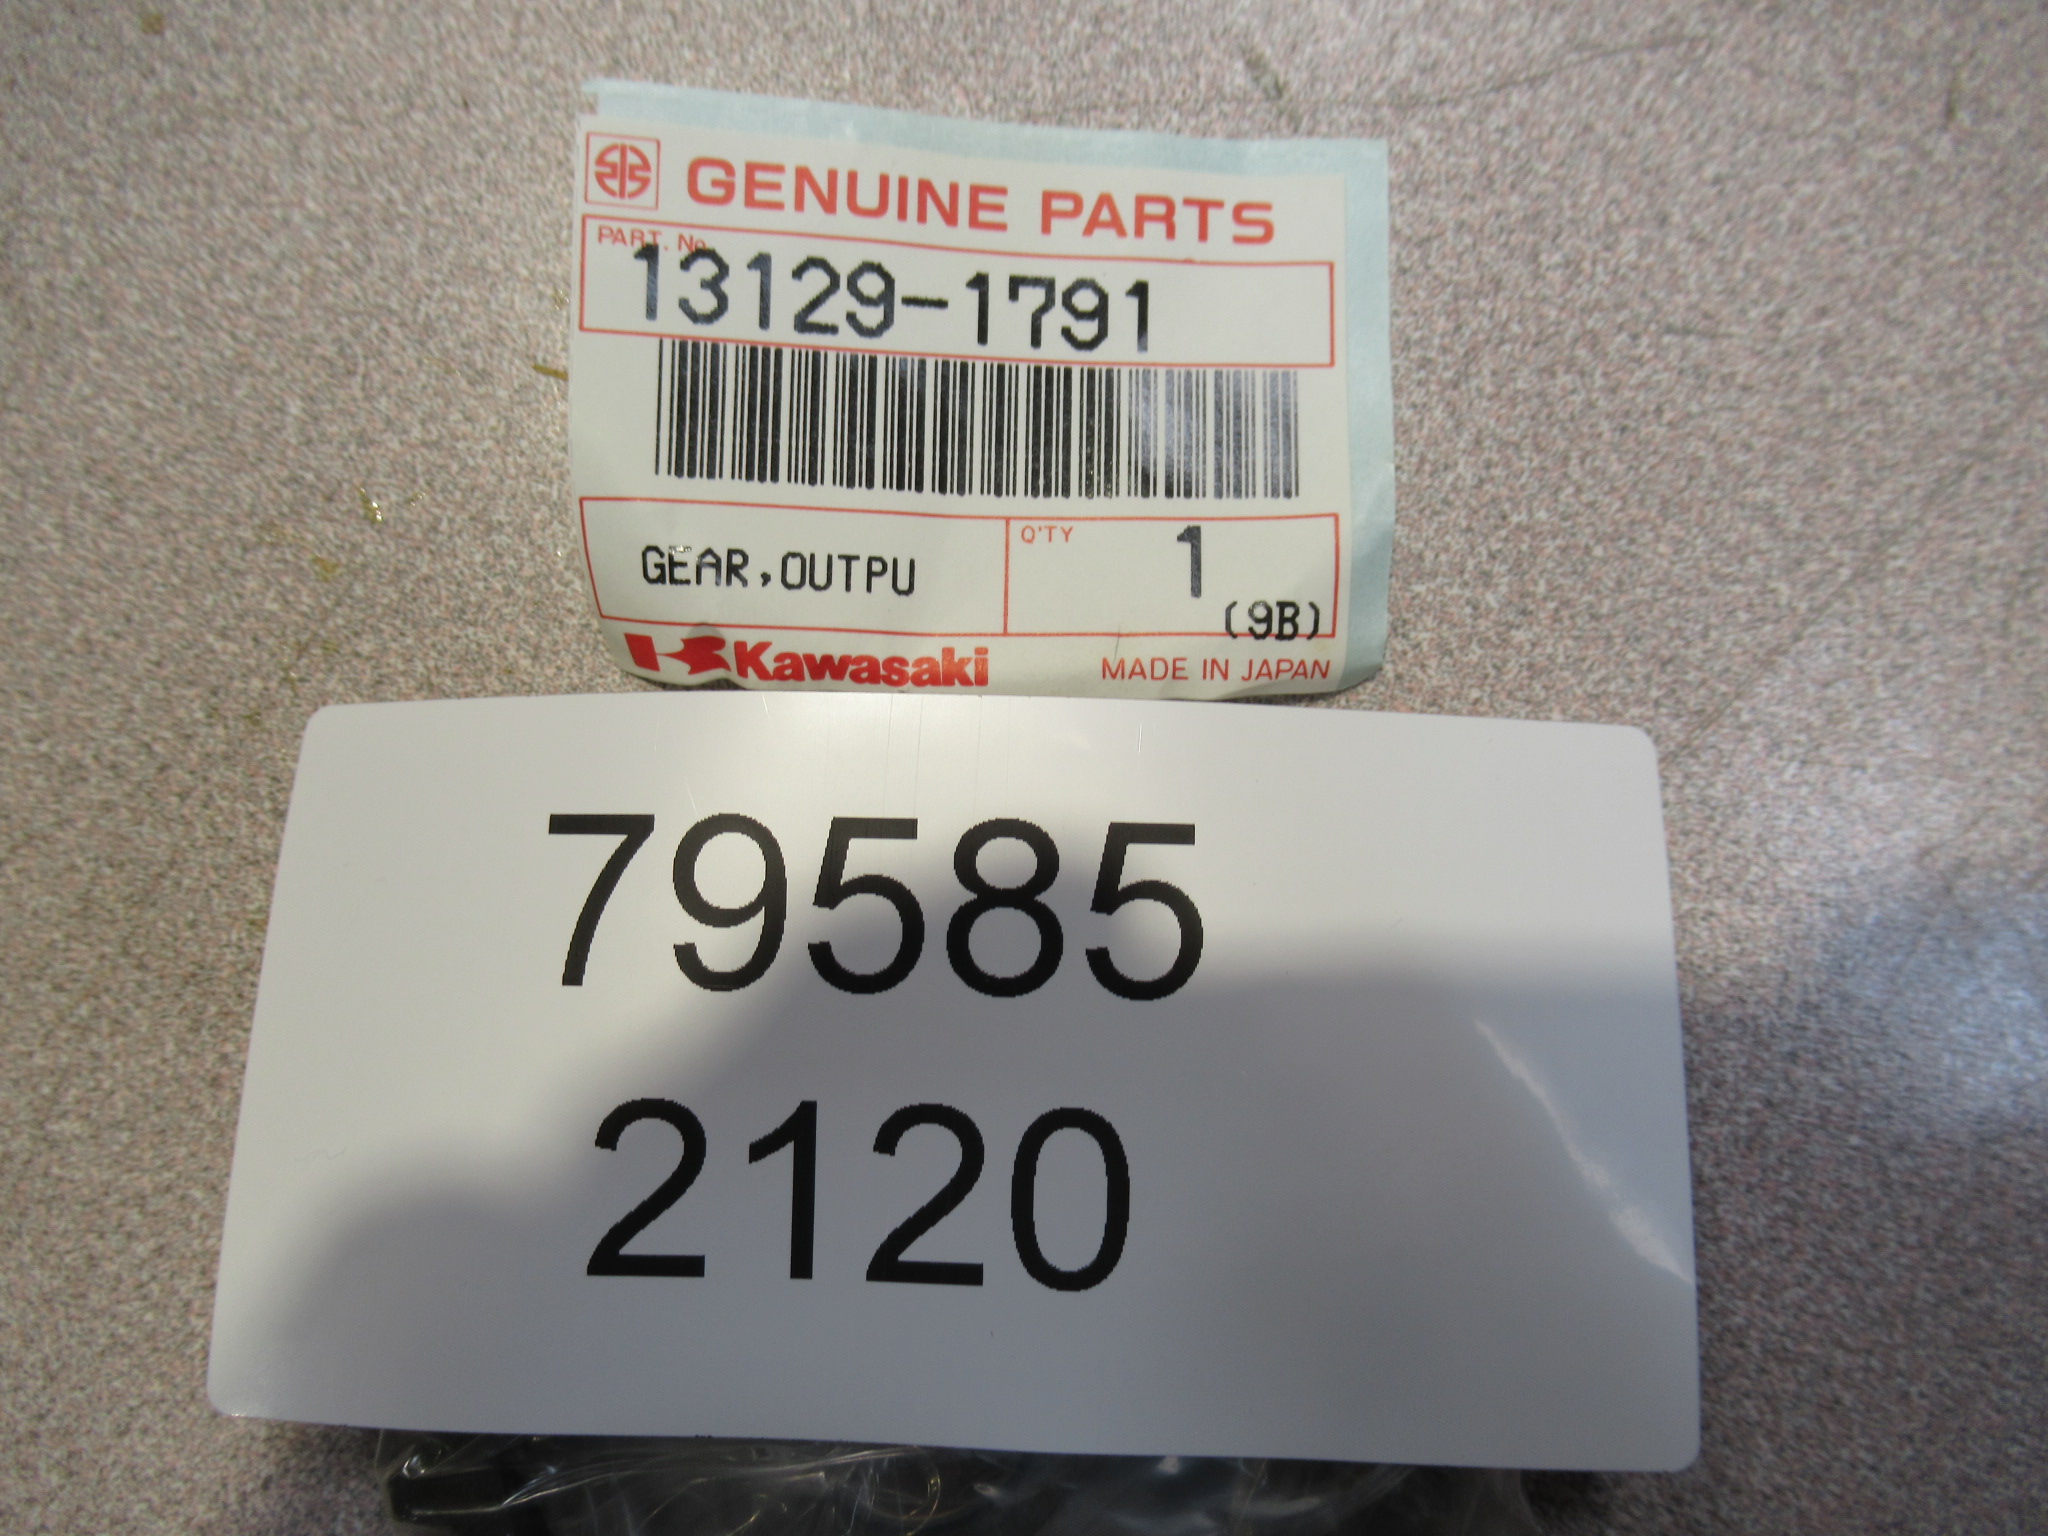 GENUINE PARTS
PART. No.
13129-1791
GEAR,OUTPU
Q'TY
1
(9B)
Kawasaki
MADE IN JAPAN
79585
2120